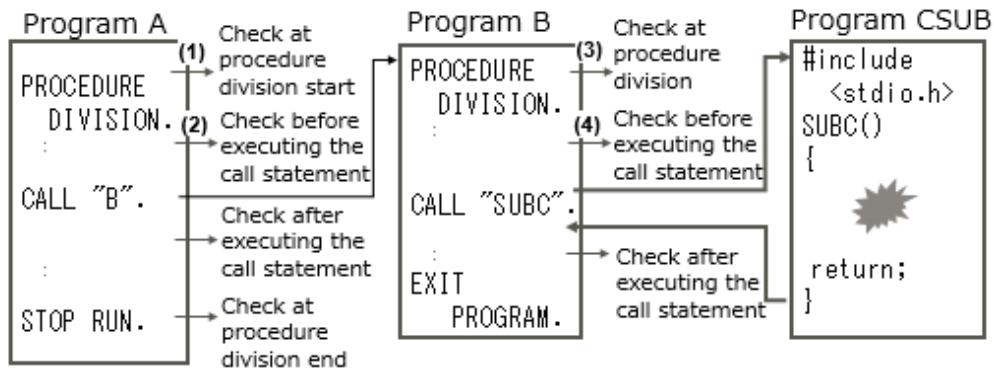 Program A
PROCEDURE
DIVISION.
:
CALL "B".
:
STOP RUN.
(1)
Check at
procedure
division start
(2)
Check before
executing the
call statement
Check after
executing the
call statement
Check at
procedure
division end
Program B
PROCEDURE
DIVISION.
:
CALL "SUBC".
:
EXIT
PROGRAM.
(3)
Check at
procedure
division
(4)
Check before
executing the
call statement
Check after
executing the
call statement
Program CSUB
#include
<stdio.h>
SUBC()
{
return;
}